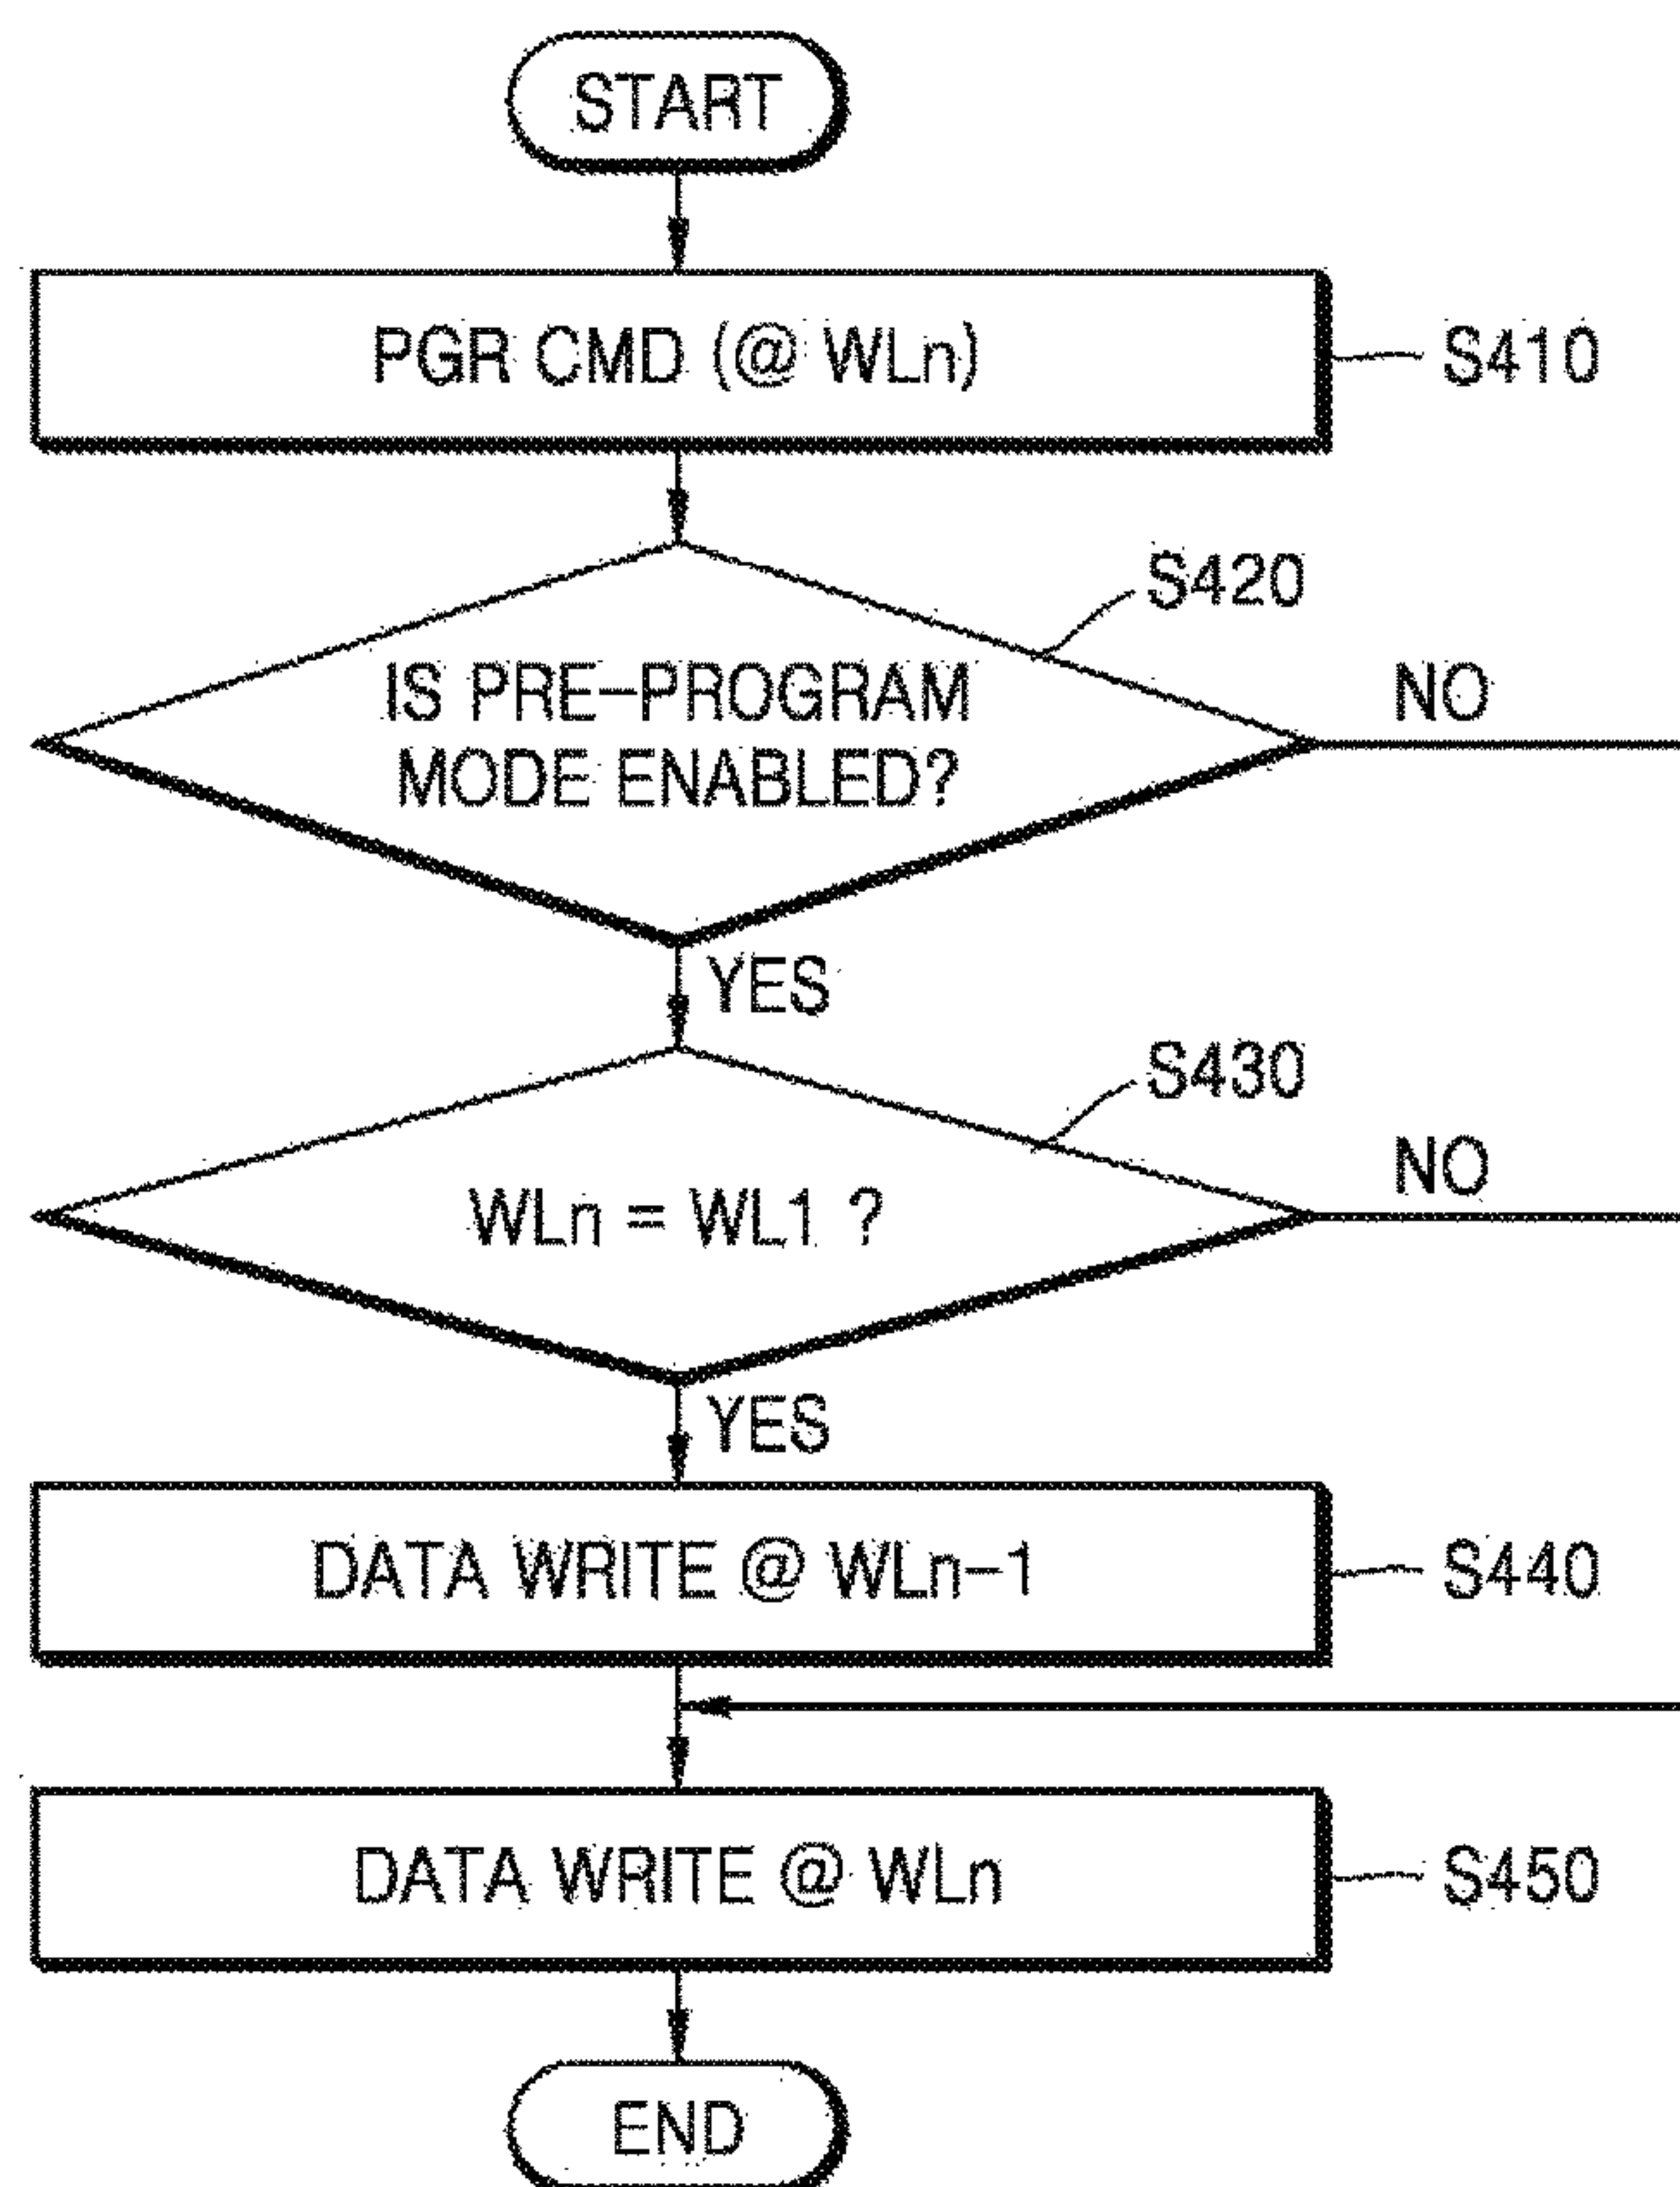 START
PGR CMD (@ WLn)
S410
S420
IS PRE-PROGRAM
MODE ENABLED?
NO
YES
S430
WLn = WL1 ?
NO
YES
DATA WRITE @ WLn-1
S440
DATA WRITE @ WLn
S450
END